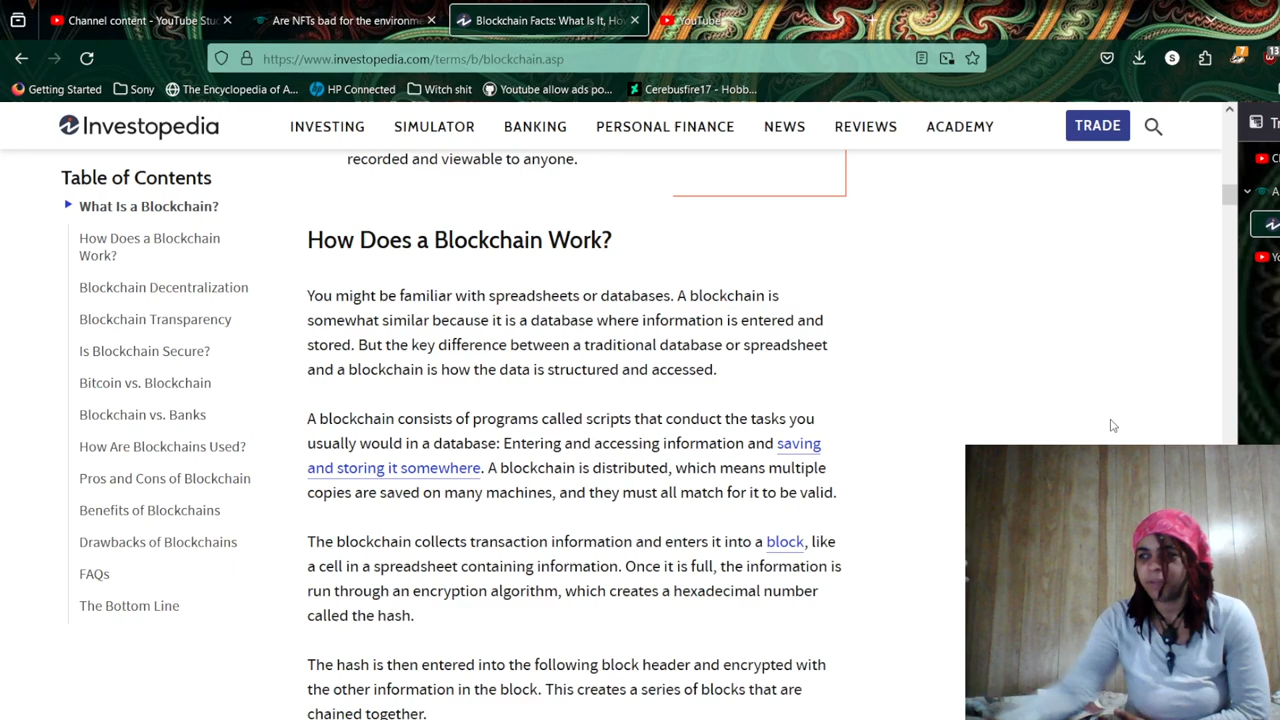 Channel content - YouTube Stu
Are NFTs bad for the environme
Blockchain Facts: What Is It, Ho
YouTube
https://www.investopedia.com/terms/b/blockchain.asp
S
7
13
Getting Started
Sony
The Encyclopedia of A...
HP Connected
Witch shit
Youtube allow ads po...
Cerebusfire17 - Hobb...
Investopedia
INVESTING
SIMULATOR
BANKING
PERSONAL FINANCE
NEWS
REVIEWS
ACADEMY
TRADE
Table of Contents
What Is a Blockchain?
How Does a Blockchain
Work?
Blockchain Decentralization
Blockchain Transparency
Is Blockchain Secure?
Bitcoin vs. Blockchain
Blockchain vs. Banks
How Are Blockchains Used?
Pros and Cons of Blockchain
Benefits of Blockchains
Drawbacks of Blockchains
FAQs
The Bottom Line
recorded and viewable to anyone.
How Does a Blockchain Work?
You might be familiar with spreadsheets or databases. A blockchain is
somewhat similar because it is a database where information is entered and
stored. But the key difference between a traditional database or spreadsheet
and a blockchain is how the data is structured and accessed.
A blockchain consists of programs called scripts that conduct the tasks you
usually would in a database: Entering and accessing information and saving
and storing it somewhere. A blockchain is distributed, which means multiple
copies are saved on many machines, and they must all match for it to be valid.
The blockchain collects transaction information and enters it into a block, like
a cell in a spreadsheet containing information. Once it is full, the information is
run through an encryption algorithm, which creates a hexadecimal number
called the hash.
The hash is then entered into the following block header and encrypted with
the other information in the block. This creates a series of blocks that are
chained together.